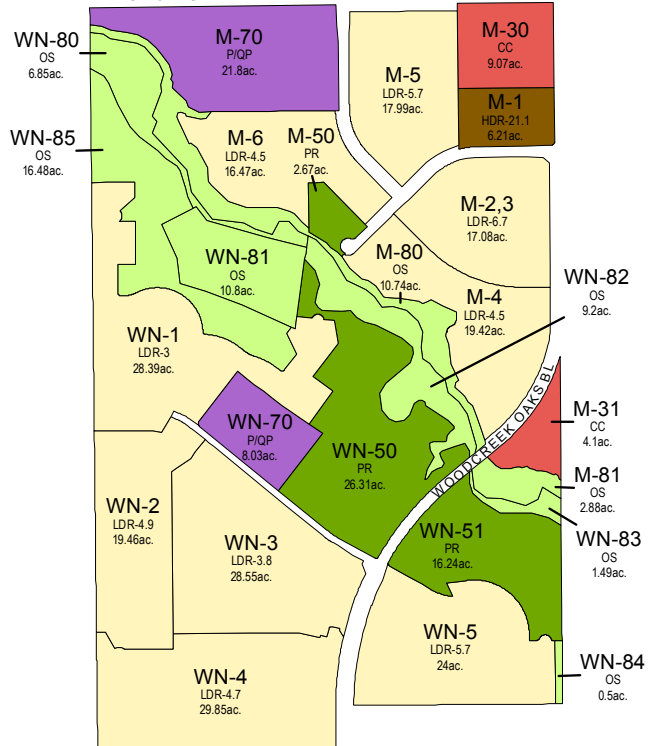 WN-80
OS
6.85ac.
M-70
P/QP
21.8ac.
M-30
CC
9.07ac.
M-5
LDR-5.7
17.99ac.
M-1
HDR-21.1
6.21ac.
WN-85
OS
16.48ac.
M-6
LDR-4.5
16.47ac.
M-50
PR
2.67ac.
M-2,3
LDR-6.7
17.08ac.
WN-81
OS
10.8ac.
M-80
OS
10.74ac.
WN-82
OS
9.2ac.
M-4
LDR-4.5
19.42ac.
WN-1
LDR-3
28.39ac.
WOODCREEK OAKS BL
M-31
CC
4.1ac.
WN-70
P/QP
8.03ac.
WN-50
PR
26.31ac.
M-81
OS
2.88ac.
WN-2
LDR-4.9
19.46ac.
WN-3
LDR-3.8
28.55ac.
WN-51
PR
16.24ac.
WN-83
OS
1.49ac.
WN-5
LDR-5.7
24ac.
WN-84
OS
0.5ac.
WN-4
LDR-4.7
29.85ac.